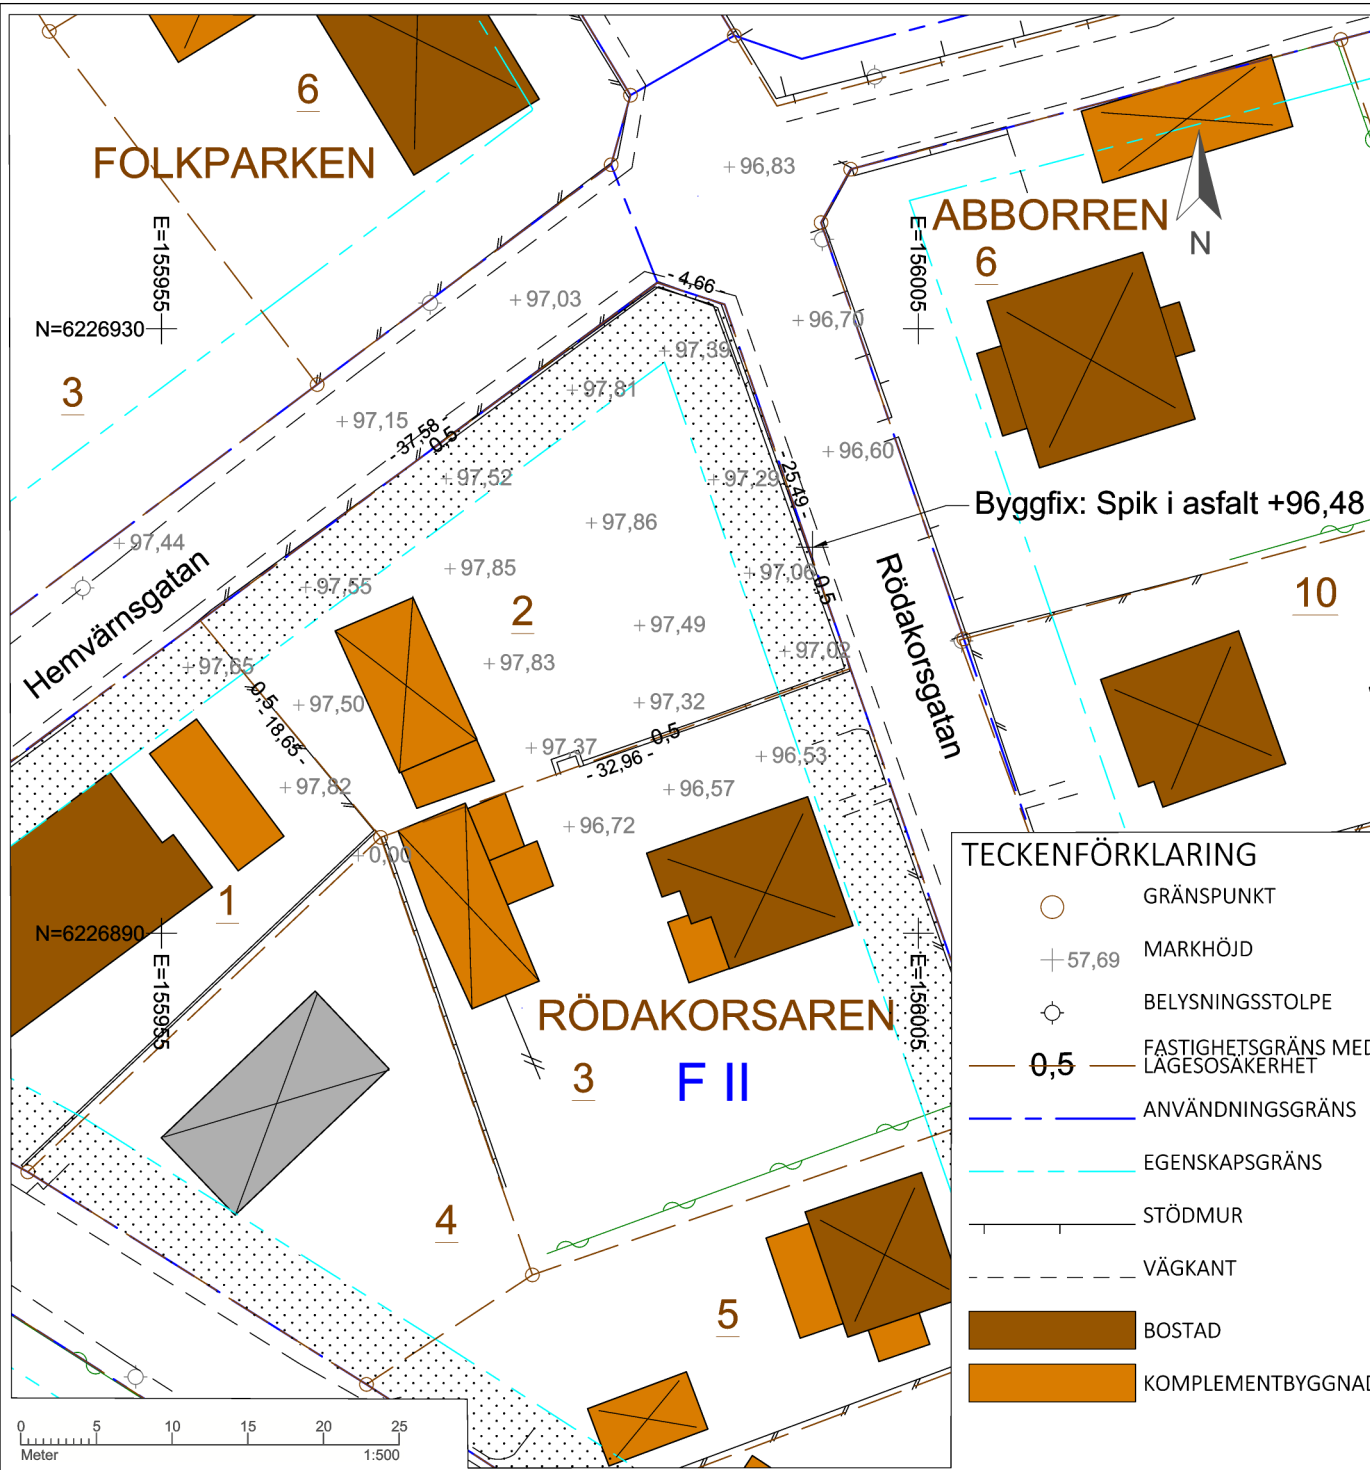 6
FOLKPARKEN
+96,83
ABBORREN
6
N
E=155955
E=156005
- 4,66 -
+97,03
+96,70
N=6226930
+97,39
3
+97,81
+97,15
- 37,58 -
0,5
+96,60
+97,52
+97,29
- 25,49 -
Byggfix: Spik i asfalt +96,48
+97,86
+97,44
Hemvärnsgatan
+97,85
+97,06
0,5
Rödakorsgatan
+97,55
2
10
+97,49
+97,02
+97,83
+97,65
0,5
- 18,65 -
+97,50
+97,32
0,5
+97,37
- 32,96 -
+96,53
+97,82
+96,57
+96,72
+0,00
1
N=6226890
E=155955
E=156005
RÖDAKORSAREN
F II
3
4
5
TECKENFÖRKLARING
GRÄNSPUNKT
+57,69 MARKHÖJD
BELYSNINGSSTOLPE
0,5 FASTIGHETSGRÄNS MED
LÄGESOSÄKERHET
ANVÄNDNINGSGRÄNS
EGENSKAPSGRÄNS
STÖDMUR
VÄGKANT
BOSTAD
KOMPLEMENTBYGGNAD
0 5 10 15 20 25
Meter 1:500